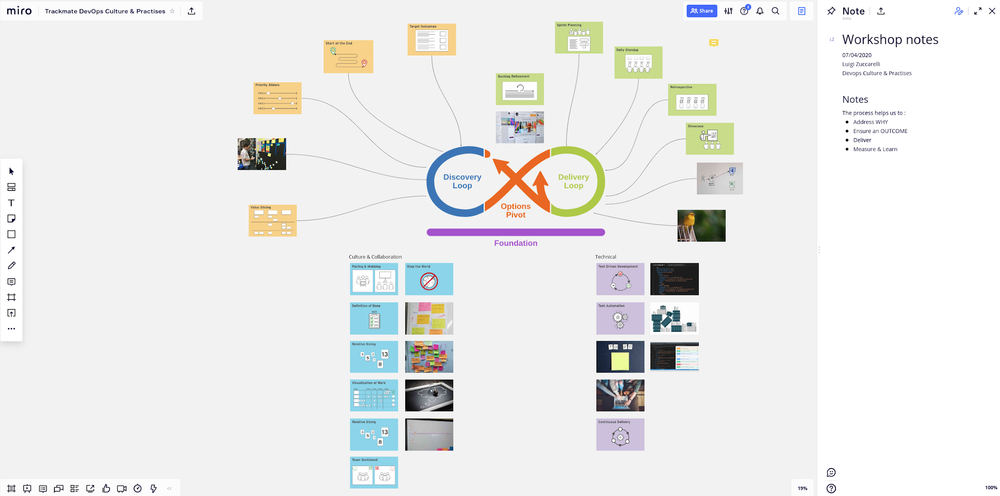 miro
Trackmate DevOps Culture & Practises
Share
2
Note
beta
LZ
Workshop notes
07/04/2020
Luigi Zuccarelli
Devops Culture & Practises
Notes
The process helps us to :
Address WHY
Ensure an OUTCOME
Deliver
Measure & Learn
Target Outcomes
Start at the End
Priority Sliders
XXX
XXX
XXX
XXX
Value Slicing
Sprint Planning
Daily Standup
Backlog Refinement
Retrospective
Showcase
Discovery
Loop
Delivery
Loop
Options
Pivot
Foundation
Culture & Collaboration
Pairing & Mobbing
Stop the World
Definition of Done
DoD
Relative Sizing
3 5 2 1 13 8
Visualization of Work
XXXX XXXX XXXX XXXX XXXX
Relative Sizing
3 5 2 1 13 8
Team Sentiment
Technical
Test Driven Development
Test Automation
TO DO
Continuous Delivery
19%
100%